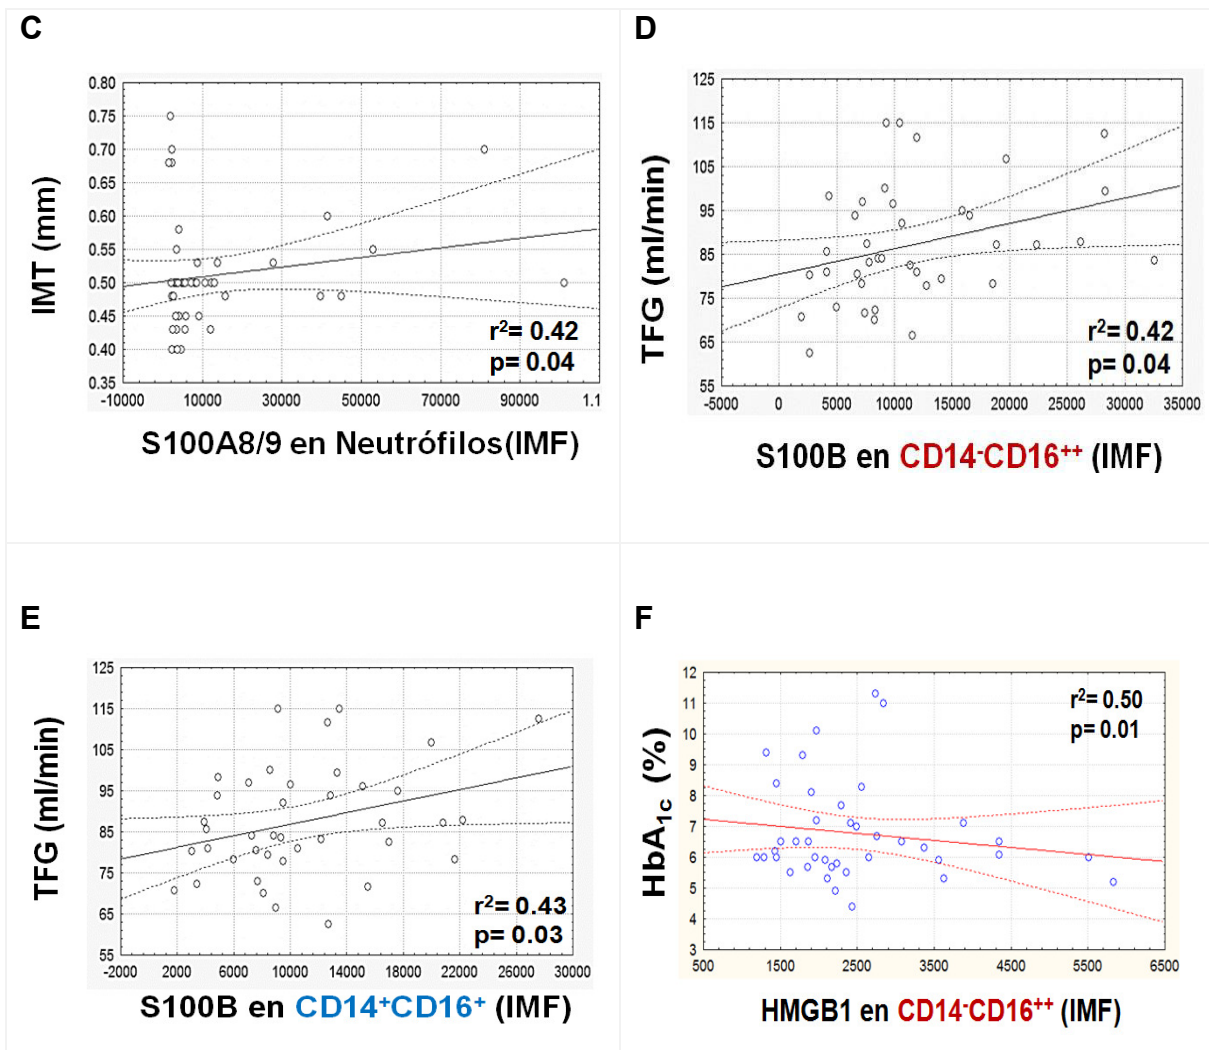 C
0.80
0.75
0.70
0.65
0.60
0.55
0.50
0.45
0.40
0.35
IMT (mm)
r²= 0.42
p= 0.04
-10000 10000 30000 50000 70000 90000 1.1
S100A8/9 en Neutrófilos(IMF)
D
125
115
105
95
85
75
65
55
TFG (ml/min)
r²= 0.42
p= 0.04
-5000 0 5000 10000 15000 20000 25000 30000 35000
S100B en CD14⁻CD16⁺⁺ (IMF)
E
125
115
105
95
85
75
65
55
TFG (ml/min)
r²= 0.43
p= 0.03
-2000 2000 6000 10000 14000 18000 22000 26000 30000
S100B en CD14⁺CD16⁺ (IMF)
F
12
11
10
9
8
7
6
5
4
3
HbA₁c (%)
r²= 0.50
p= 0.01
500 1500 2500 3500 4500 5500 6500
HMGB1 en CD14⁻CD16⁺⁺ (IMF)